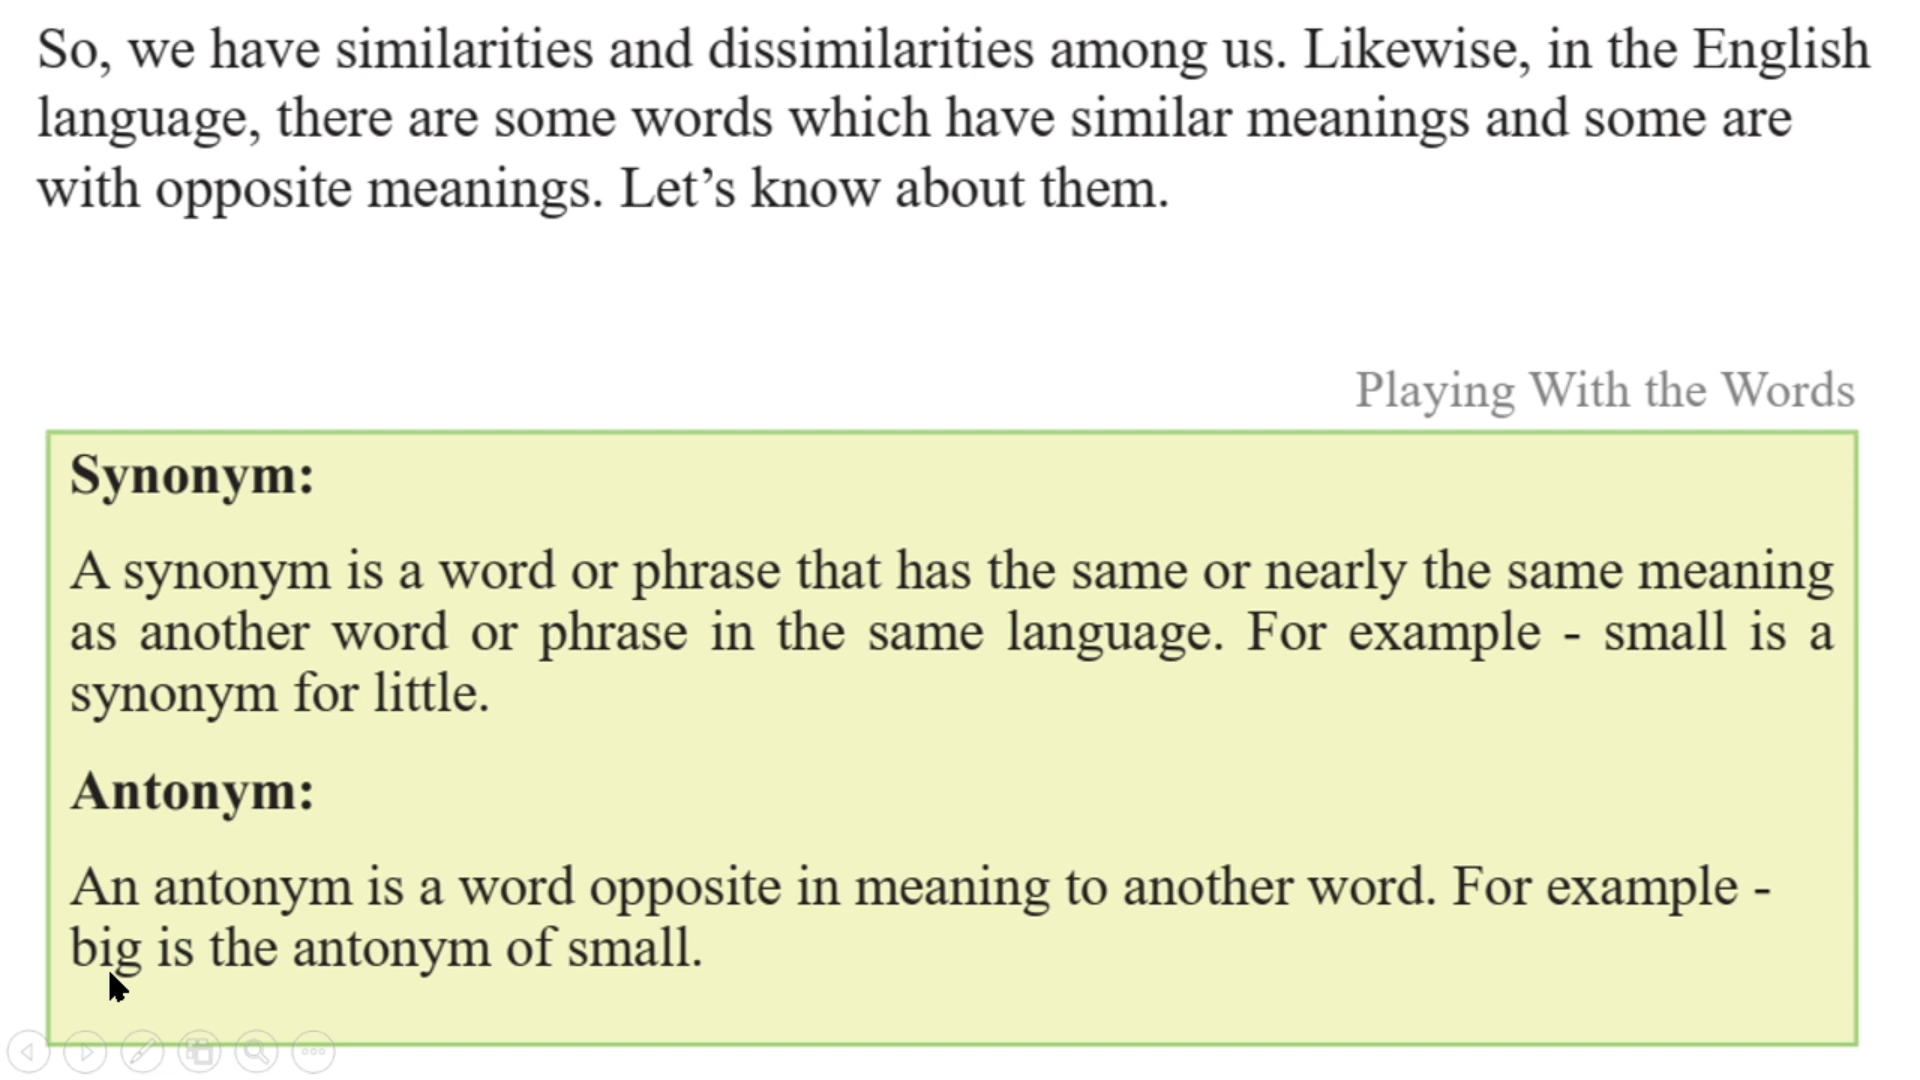 So, we have similarities and dissimilarities among us. Likewise, in the English
language, there are some words which have similar meanings and some are
with opposite meanings. Let’s know about them.
Playing With the Words
Synonym:
A synonym is a word or phrase that has the same or nearly the same meaning
as another word or phrase in the same language. For example - small is a
synonym for little.
Antonym:
An antonym is a word opposite in meaning to another word. For example -
big is the antonym of small.